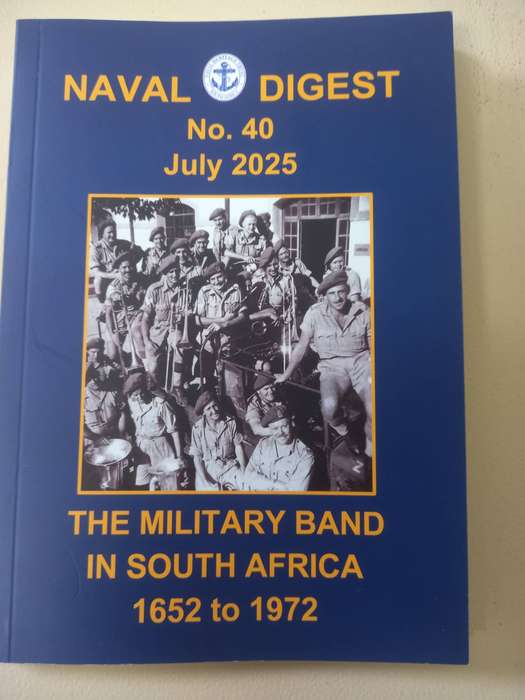 NAVAL DIGEST
No. 40
July 2025
THE MILITARY BAND
IN SOUTH AFRICA
1652 to 1972